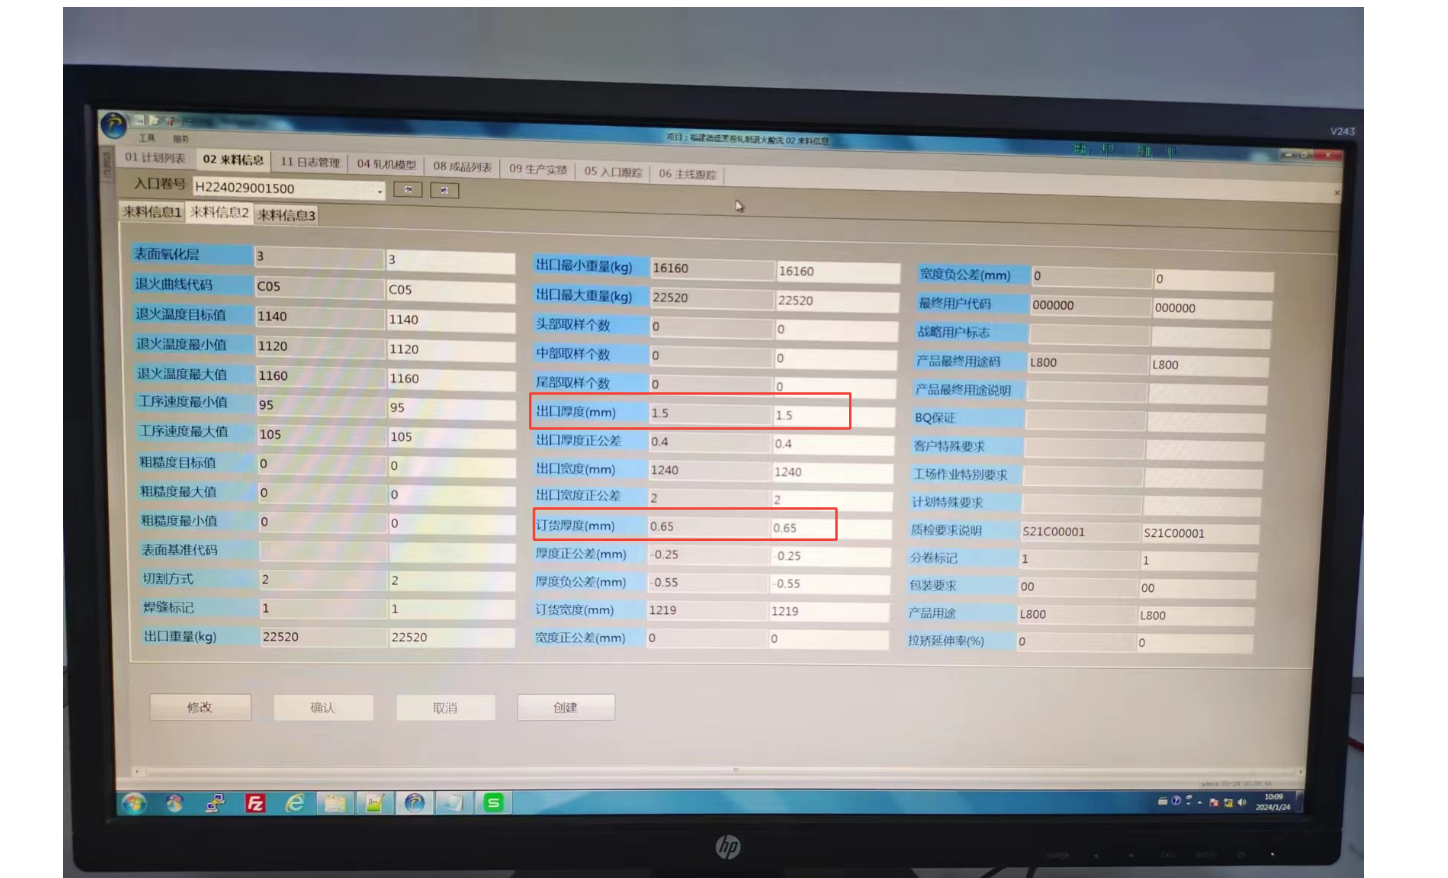 V243
工具 服务
项目：福建德盛黑卷轧制退火酸洗 02 来料信息
01 计划列表 02 来料信息 11 日志管理 04 轧机模型 08 成品列表 09 生产实绩 05 入口跟踪 06 主线跟踪
入口卷号 H224029001500
来料信息1 来料信息2 来料信息3
表面氧化层 3 3 出口最小重量(kg) 16160 16160 宽度负公差(mm) 0 0
退火曲线代码 C05 C05 出口最大重量(kg) 22520 22520 最终用户代码 000000 000000
退火温度目标值 1140 1140 头部取样个数 0 0 战略用户标志
退火温度最小值 1120 1120 中部取样个数 0 0 产品最终用途码 L800 L800
退火温度最大值 1160 1160 尾部取样个数 0 0 产品最终用途说明
工序速度最小值 95 95 出口厚度(mm) 1.5 1.5 BQ保证
工序速度最大值 105 105 出口厚度正公差 0.4 0.4 客户特殊要求
粗糙度目标值 0 0 出口宽度(mm) 1240 1240 工场作业特别要求
粗糙度最大值 0 0 出口宽度正公差 2 2 计划特殊要求
粗糙度最小值 0 0 订货厚度(mm) 0.65 0.65 质检要求说明 S21C00001 S21C00001
表面基准代码 厚度正公差(mm) -0.25 -0.25 分卷标记 1 1
切割方式 2 2 厚度负公差(mm) -0.55 -0.55 包装要求 00 00
焊缝标记 1 1 订货宽度(mm) 1219 1219 产品用途 L800 L800
出口重量(kg) 22520 22520 宽度正公差(mm) 0 0 拉矫延伸率(%) 0 0
修改 确认 取消 创建
10:09
2024/1/24
hp